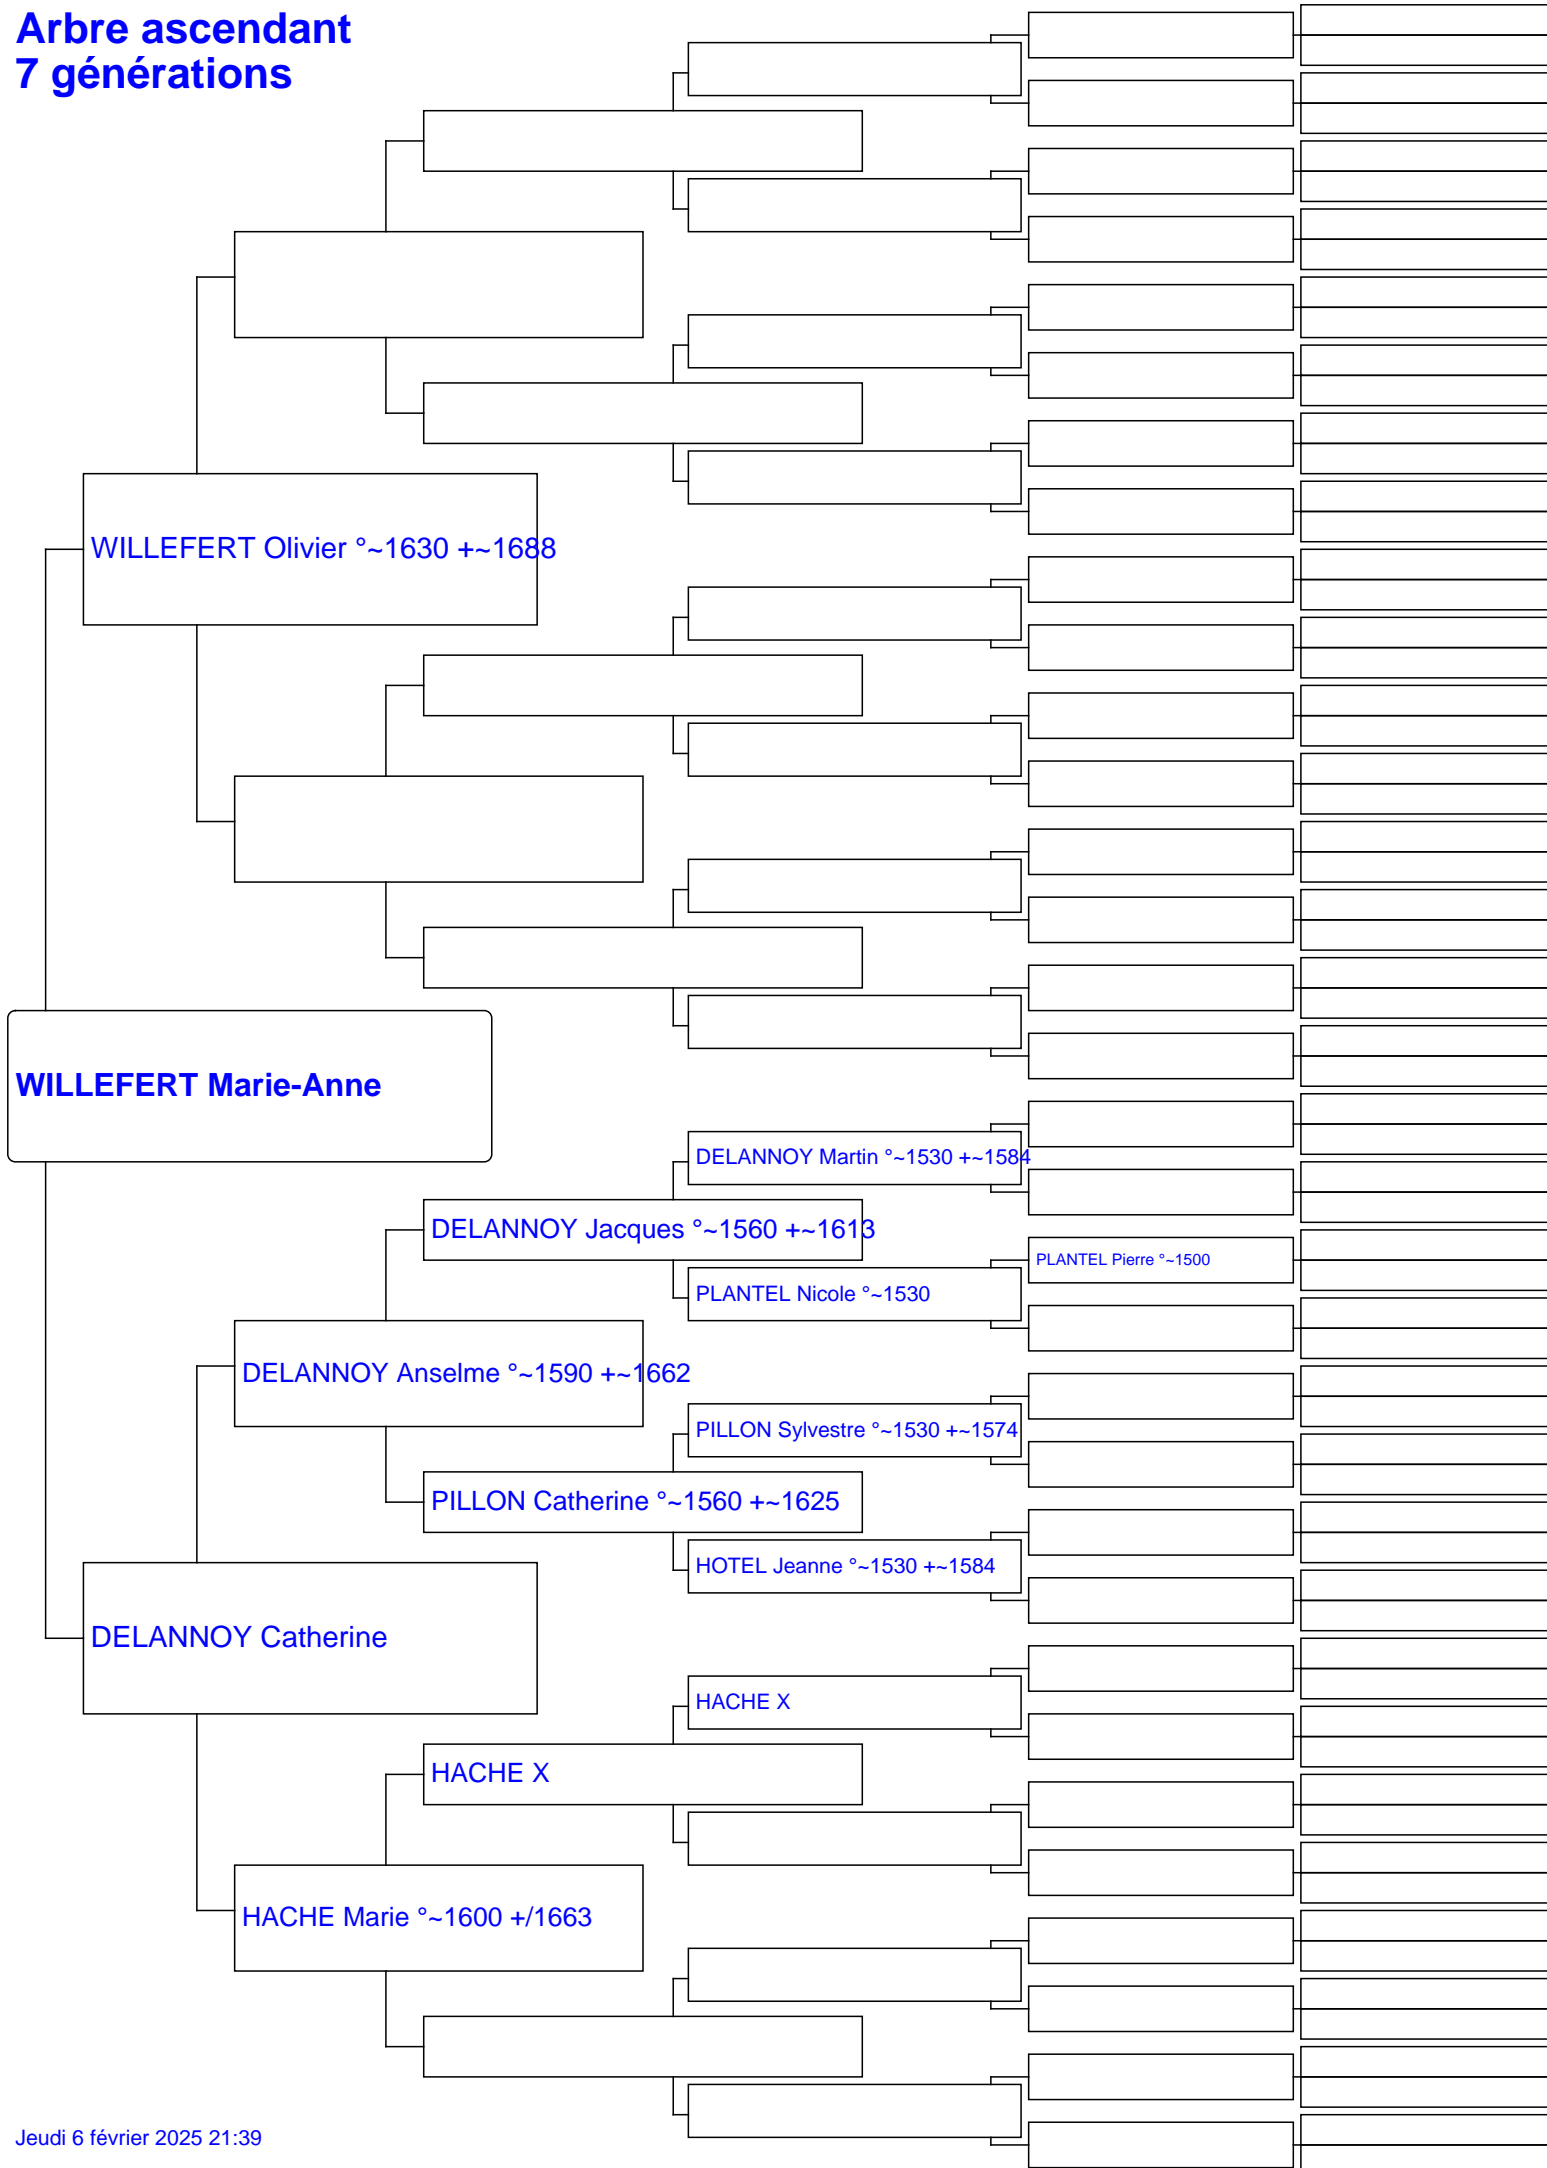 Arbre ascendant
7 générations
WILLEFERT Olivier °~1630 +~1688
WILLEFERT Marie-Anne
DELANNOY Martin °~1530 +~1584
DELANNOY Jacques °~1560 +~1613
PLANTEL Pierre °~1500
PLANTEL Nicole °~1530
DELANNOY Anselme °~1590 +~1662
PILLON Sylvestre °~1530 +~1574
PILLON Catherine °~1560 +~1625
HOTEL Jeanne °~1530 +~1584
DELANNOY Catherine
HACHE X
HACHE X
HACHE Marie °~1600 +/1663
Jeudi 6 février 2025 21:39